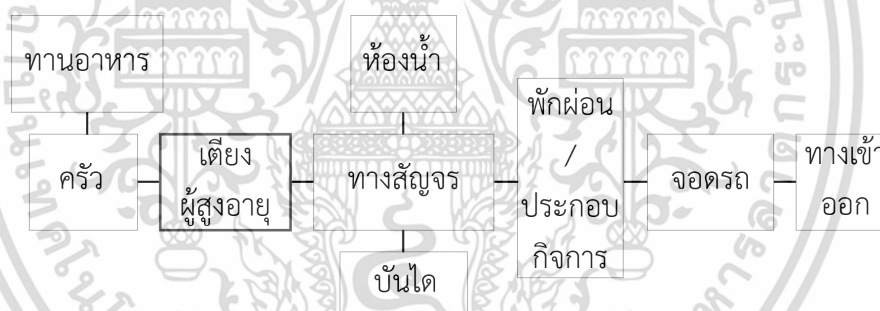 ทานอาหาร
ห้องน้ำ
ครัว
เตียง
ผู้สูงอายุ
ทางสัญจร
พักผ่อน
/
ประกอบ
กิจการ
จอดรถ
ทางเข้า
ออก
บันได